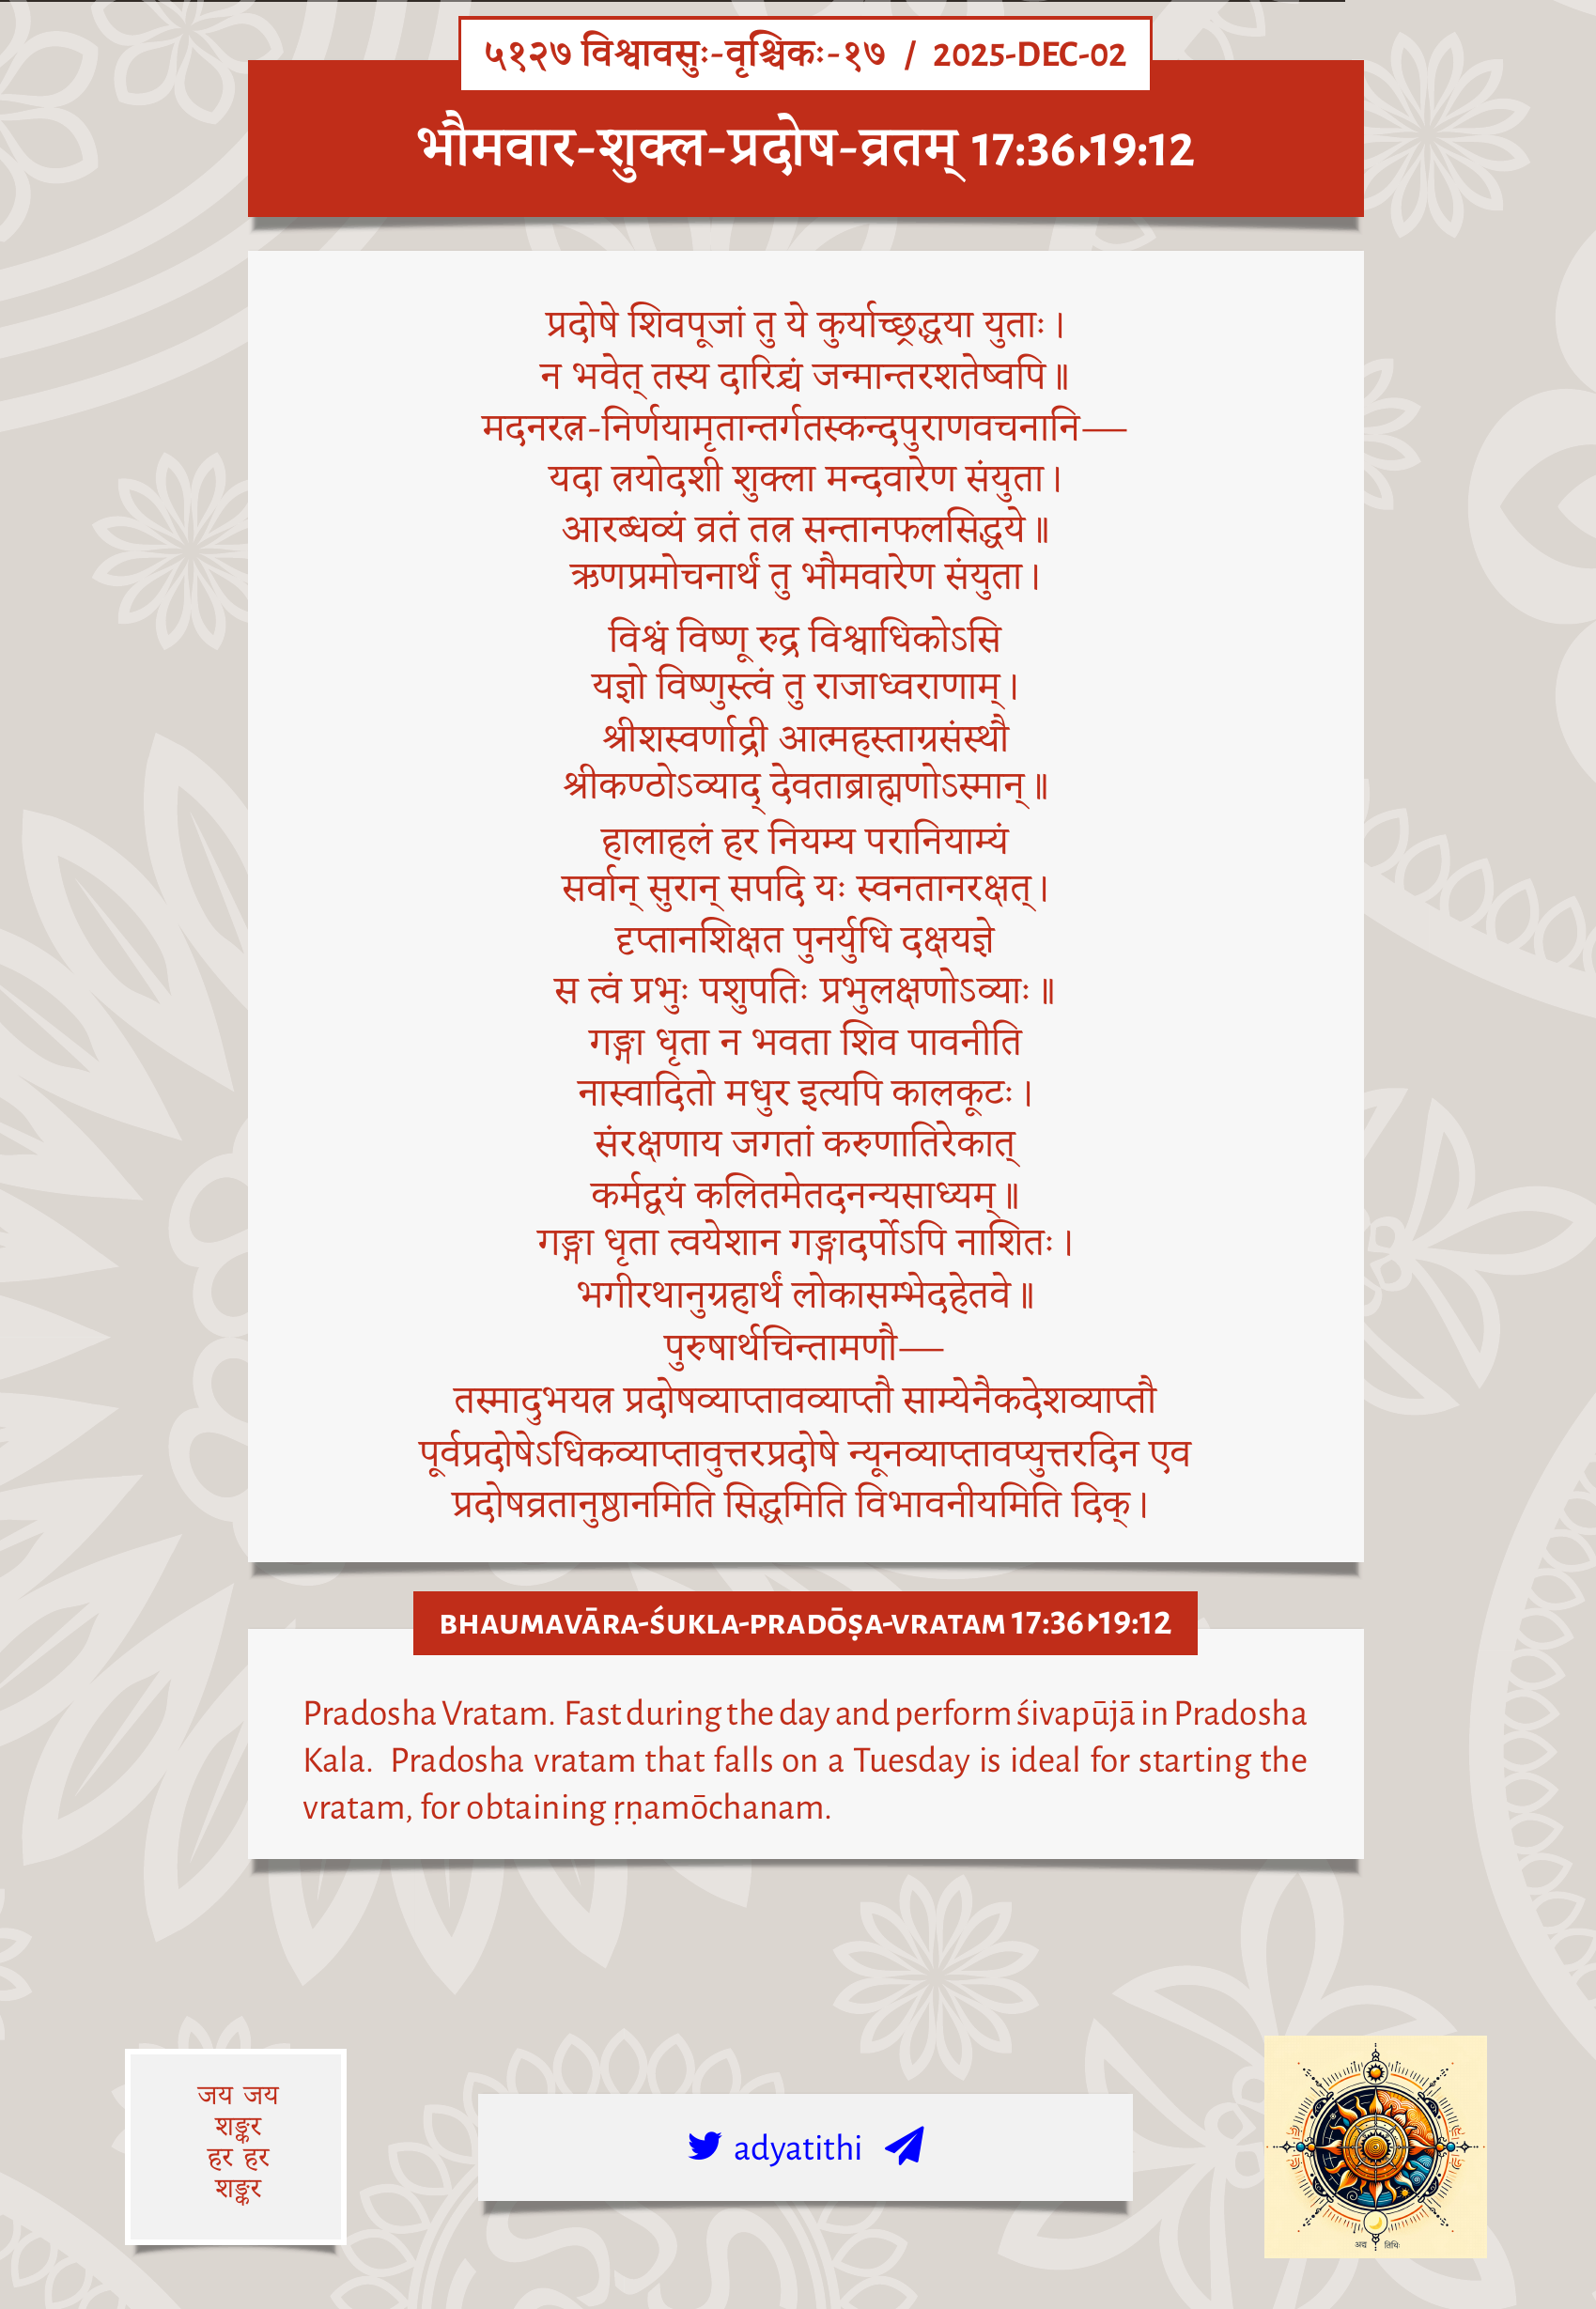 ५१२७ विश्वावसुः-वृश्चिकः-१७ / 2025-DEC-02
भौमवार-शुक्ल-प्रदोष-व्रतम् 17:36▸19:12
प्रदोषे शिवपूजां तु ये कुर्याच्छ्रद्धया युताः।
न भवेत् तस्य दारिद्र्यं जन्मान्तरशतेष्वपि॥
मदनरत्न-निर्णयामृतान्तर्गतस्कन्दपुराणवचनानि—
यदा त्रयोदशी शुक्ला मन्दवारेण संयुता।
आरब्धव्यं व्रतं तत्र सन्तानफलसिद्धये॥
ऋणप्रमोचनार्थं तु भौमवारेण संयुता।
विश्वं विष्णू रुद्र विश्वाधिकोऽसि
यज्ञो विष्णुस्त्वं तु राजाध्वराणाम्।
श्रीशस्वर्णाद्री आत्महस्ताग्रसंस्थौ
श्रीकण्ठोऽव्याद् देवताब्राह्मणोऽस्मान्॥
हालाहलं हर नियम्य परानियाम्यं
सर्वान् सुरान् सपदि यः स्वनतानरक्षत्।
दृप्तानशिक्षत पुनर्युधि दक्षयज्ञे
स त्वं प्रभुः पशुपतिः प्रभुलक्षणोऽव्याः॥
गङ्गा धृता न भवता शिव पावनीति
नास्वादितो मधुर इत्यपि कालकूटः।
संरक्षणाय जगतां करुणातिरेकात्
कर्मद्वयं कलितमेतदनन्यसाध्यम्॥
गङ्गा धृता त्वयेशान गङ्गादर्पोऽपि नाशितः।
भगीरथानुग्रहार्थं लोकासम्भेदहेतवे॥
पुरुषार्थचिन्तामणौ—
तस्मादुभयत्र प्रदोषव्याप्तावव्याप्तौ साम्येनैकदेशव्याप्तौ
पूर्वप्रदोषेऽधिकव्याप्तावुत्तरप्रदोषे न्यूनव्याप्तावप्युत्तरदिन एव
प्रदोषव्रतानुष्ठानमिति सिद्धमिति विभावनीयमिति दिक्।
BHAUMAVĀRA-ŚUKLA-PRADŌṢA-VRATAM 17:36▸19:12
Pradosha Vratam. Fast during the day and perform śivapūjā in Pradosha
Kala. Pradosha vratam that falls on a Tuesday is ideal for starting the
vratam, for obtaining ṛṇamōchanam.
जय जय
शङ्कर
हर हर
शङ्कर
adyatithi
अद्य तिथिः